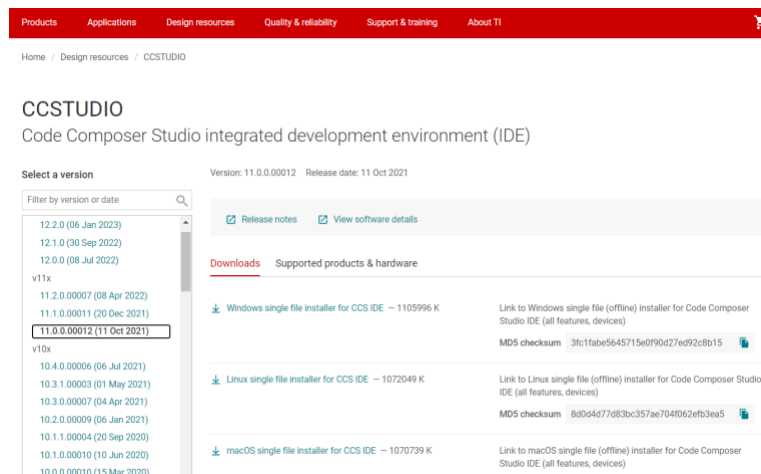 Products Applications Design resources Quality & reliability Support & training About TI
Home / Design resources / CCSTUDIO
CCSTUDIO
Code Composer Studio integrated development environment (IDE)
Select a version
Version: 11.0.0.00012 Release date: 11 Oct 2021
Filter by version or date
Release notes View software details
12.2.0 (06 Jan 2023)
12.1.0 (30 Sep 2022)
12.0.0 (08 Jul 2022)
v11x
11.2.0.00007 (08 Apr 2022)
11.1.0.00011 (20 Dec 2021)
11.0.0.00012 (11 Oct 2021)
v10x
10.4.0.00006 (06 Jul 2021)
10.3.1.00003 (01 May 2021)
10.3.0.00007 (04 Apr 2021)
10.2.0.00009 (06 Jan 2021)
10.1.1.00004 (20 Sep 2020)
10.1.0.00010 (10 Jun 2020)
10.0.0.00010 (15 Mar 2020)
Downloads Supported products & hardware
Windows single file installer for CCS IDE — 1105996 K
Link to Windows single file (offline) installer for Code Composer
Studio IDE (all features, devices)
MD5 checksum 3fc1fabe5645715e0f90d27ed92c8b15
Linux single file installer for CCS IDE — 1072049 K
Link to Linux single file (offline) installer for Code Composer Studio
IDE (all features, devices)
MD5 checksum 8d0d4d77d83bc357ae704f062efb3ea5
macOS single file installer for CCS IDE — 1070739 K
Link to macOS single file (offline) installer for Code Composer
Studio IDE (all features, devices)